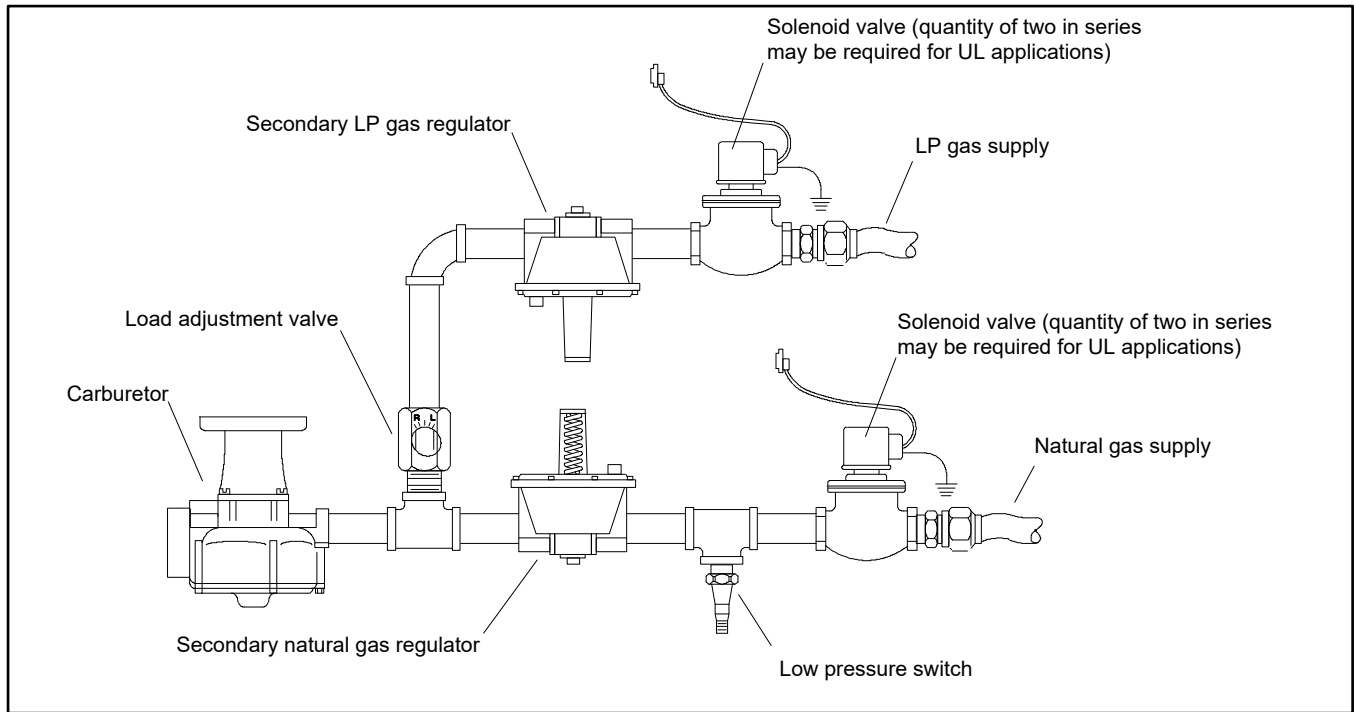 Solenoid valve (quantity of two in series
may be required for UL applications)
Secondary LP gas regulator
LP gas supply
Load adjustment valve
Solenoid valve (quantity of two in series
may be required for UL applications)
Carburetor
R L
Natural gas supply
Secondary natural gas regulator
Low pressure switch